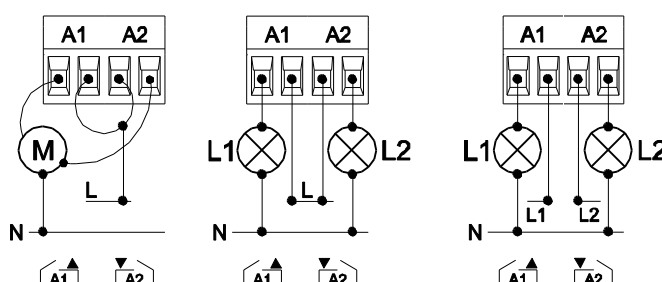 A1 A2 A1 A2 A1 A2
M L1 L2 L1 L2
L L L1 L2
N N N
A1 A2 A1 A2 A1 A2